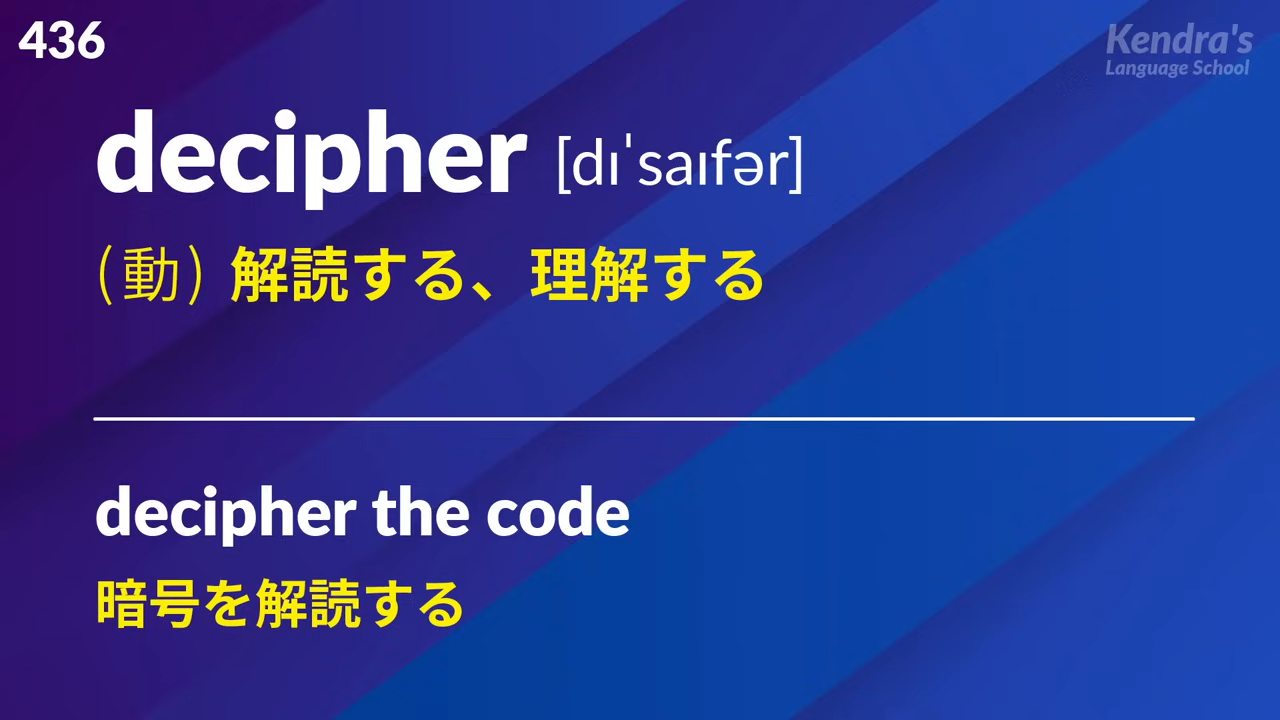 436
Kendra's
Language School
decipher [dɪˈsaɪfər]
(動) 解読する、理解する
decipher the code
暗号を解読する